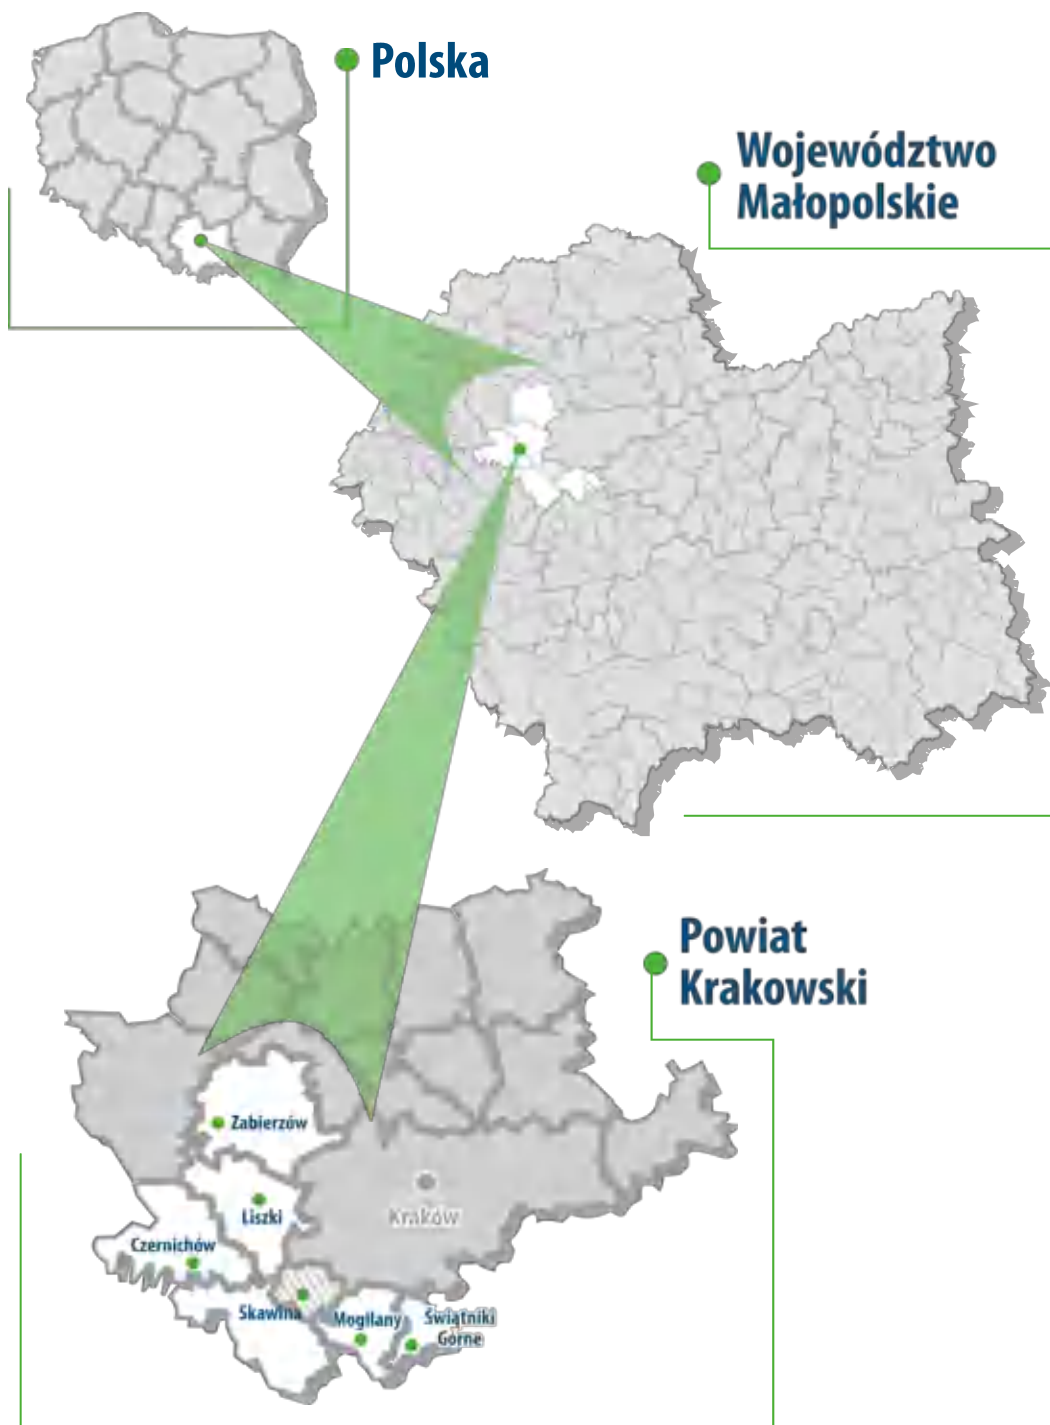 Polska
Województwo
Małopolskie
Powiat
Krakowski
Zabierzów
Liszki
Kraków
Czernichów
Skawina
Mogilany
Świątniki
Górne